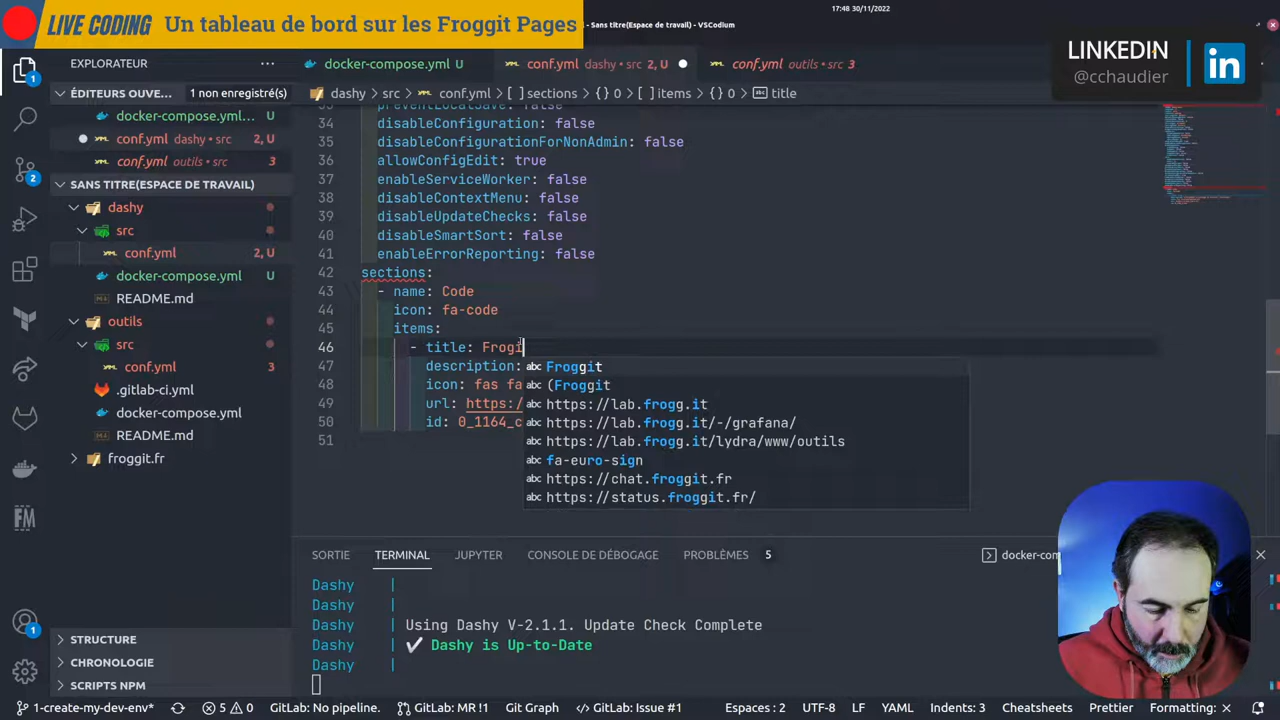 LIVE CODING Un tableau de bord sur les Froggit Pages
17:48 30/11/2022
- Sans titre(Espace de travail) - VSCodium
LINKEDIN
@cchaudier
EXPLORATEUR
docker-compose.yml U
conf.yml dashy • src 2, U
conf.yml outils • src 3
ÉDITEURS OUVE... 1 non enregistré(s)
docker-compose.yml... U
conf.yml dashy • src 2, U
conf.yml outils • src 3
SANS TITRE(ESPACE DE TRAVAIL)
dashy
src
conf.yml 2, U
docker-compose.yml U
README.md
outils
src
conf.yml 3
.gitlab-ci.yml
docker-compose.yml
README.md
froggit.fr
STRUCTURE
CHRONOLOGIE
SCRIPTS NPM
dashy > src > conf.yml > [ ] sections > {} 0 > [ ] items > {} 0 > title
preventLocalSave: false
34 disableConfiguration: false
35 disableConfigurationForNonAdmin: false
36 allowConfigEdit: true
37 enableServiceWorker: false
38 disableContextMenu: false
39 disableUpdateChecks: false
40 disableSmartSort: false
41 enableErrorReporting: false
42 sections:
43 - name: Code
44 icon: fa-code
45 items:
46 - title: Frogi
47 description:
48 icon: fas fa
49 url: https:/
50 id: 0_1164_c
51
abc Froggit
abc (Froggit
abc https://lab.frogg.it
abc https://lab.frogg.it/-/grafana/
abc https://lab.frogg.it/lydra/www/outils
abc fa-euro-sign
abc https://chat.froggit.fr
abc https://status.froggit.fr/
SORTIE TERMINAL JUPYTER CONSOLE DE DÉBOGAGE PROBLÈMES 5 docker-com
Dashy |
Dashy |
Dashy | Using Dashy V-2.1.1. Update Check Complete
Dashy | ✔ Dashy is Up-to-Date
Dashy |
1-create-my-dev-env* GitLab: No pipeline. 5 0 GitLab: MR !1 Git Graph GitLab: Issue #1 Espaces : 2 UTF-8 LF YAML Indents: 3 Cheatsheets Prettier Formatting: